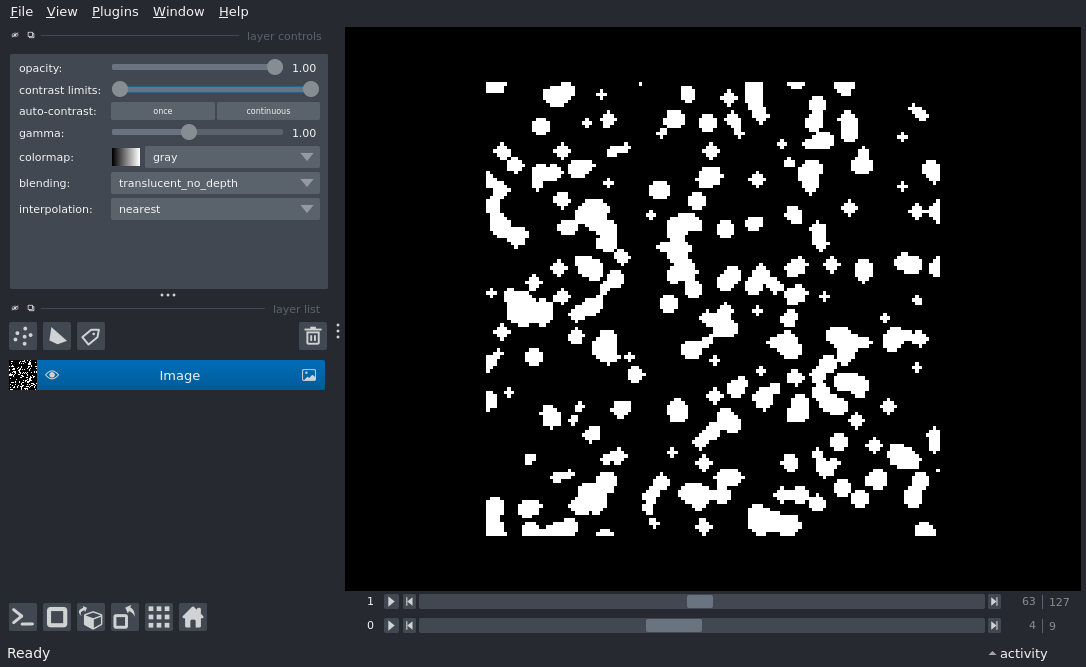 File View Plugins Window Help
layer controls
opacity: 1.00
contrast limits:
auto-contrast: once continuous
gamma: 1.00
colormap: gray
blending: translucent_no_depth
interpolation: nearest
layer list
Image
1 63 127
0 4 9
Ready activity